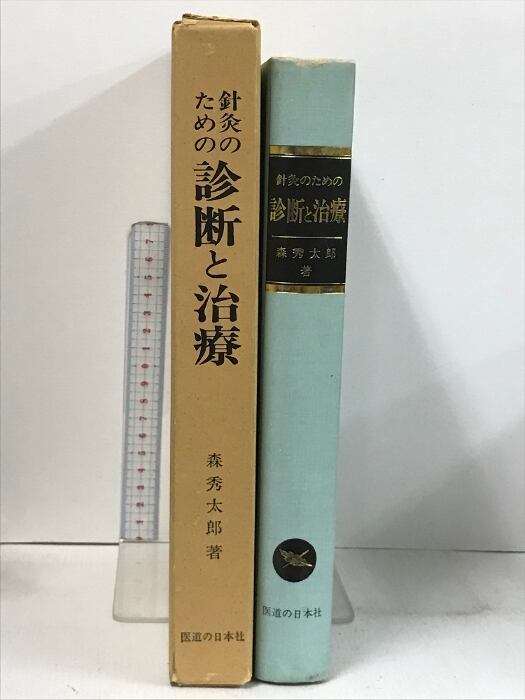 針灸の
ための
診断と治療
森秀太郎著
医道の日本社
針灸のための
診断と治療
森秀太郎
著
医道の日本社